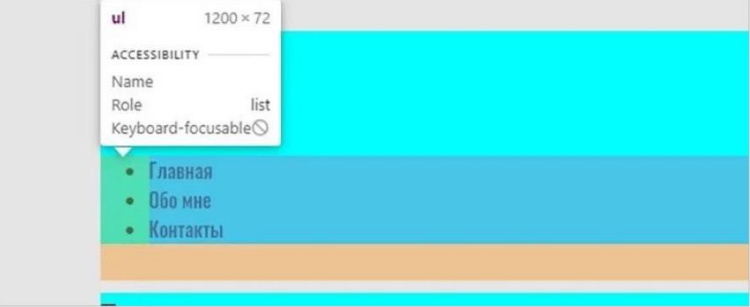 ul 1200 × 72
ACCESSIBILITY
Name
Role list
Keyboard-focusable
Главная
Обо мне
Контакты